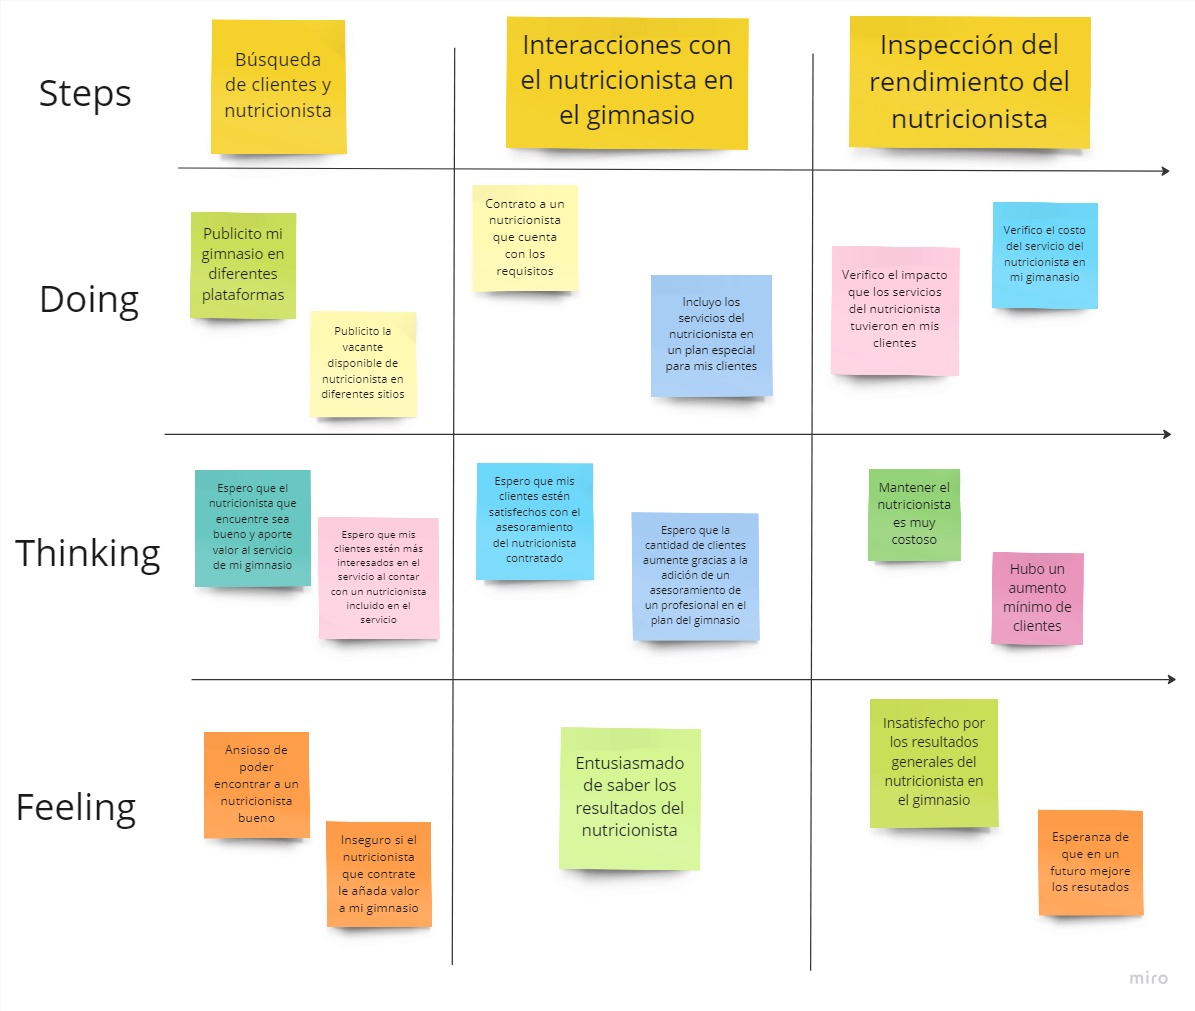 Steps
Búsqueda
de clientes y
nutricionista
Interacciones con
el nutricionista en
el gimnasio
Inspección del
rendimiento del
nutricionista
Doing
Publicito mi
gimnasio en
diferentes
plataformas
Publicito la
vacante
disponible de
nutricionista en
diferentes sitios
Contrato a un
nutricionista
que cuenta
con los
requisitos
Incluyo los
servicios del
nutricionista en
un plan especial
para mis clientes
Verifico el impacto
que los servicios
del nutricionista
tuvieron en mis
clientes
Verifico el costo
del servicio del
nutricionista en
mi gimanasio
Thinking
Espero que el
nutricionista que
encuentre sea
bueno y aporte
valor al servicio
de mi gimnasio
Espero que mis
clientes estén más
interesados en el
servicio al contar
con un nutricionista
incluido en el
servicio
Espero que mis
clientes estén
satisfechos con el
asesoramiento
del nutricionista
contratado
Espero que la
cantidad de clientes
aumente gracias a la
adición de un
asesoramiento de
un profesional en el
plan del gimnasio
Mantener el
nutricionista
es muy
costoso
Hubo un
aumento
mínimo de
clientes
Feeling
Ansioso de
poder
encontrar a un
nutricionista
bueno
Inseguro si el
nutricionista
que contrate
le añada valor
a mi gimnasio
Entusiasmado
de saber los
resultados del
nutricionista
Insatisfecho por
los resultados
generales del
nutricionista en
el gimnasio
Esperanza de
que en un
futuro mejore
los resutados
miro